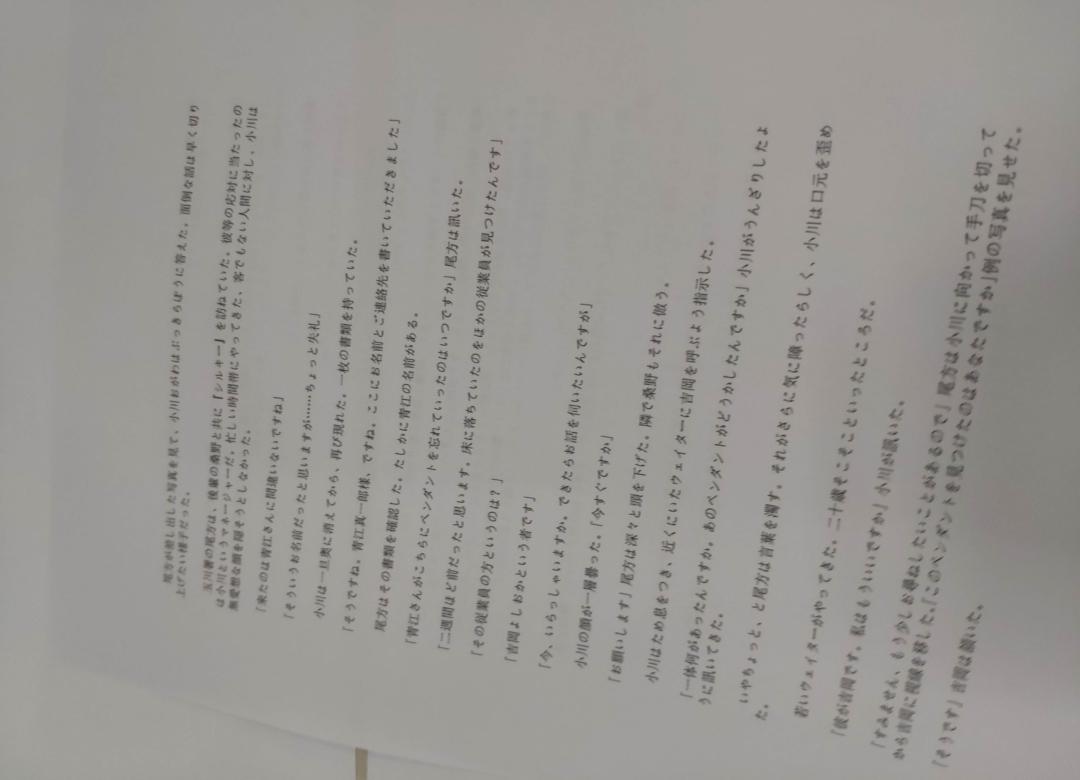 尾方が差し出した写真を見て、小川おがわはぶっきらぼうに答えた。面倒な話は早く切り
上げたい様子だった。
玉川署の尾方は、後輩の桑野と共に『シルキー』を訪ねていた。彼等の応対に当たったの
は小川というマネージャーだ。忙しい時間帯にやってきた、客でもない人間に対し、小川は
無愛想な顔を隠そうとしなかった。
「来たのは青江さんに間違いないですね」
「そういうお名前だったと思いますが……ちょっと失礼」
小川は一旦奥に消えてから、再び現れた。一枚の書類を持っていた。
「そうですね。青江真一郎様、ですね。ここにお名前とご連絡先を書いていただきました」
尾方はその書類を確認した。たしかに青江の名前がある。
「青江さんがこちらにペンダントを忘れていったのはいつですか」尾方は訊いた。
「二週間ほど前だったと思います。床に落ちていたのをほかの従業員が見つけたんです」
「その従業員の方というのは？」
「吉岡よしおかという者です」
「今、いらっしゃいますか。できたらお話を伺いたいんですが」
小川の顔が一層曇った。「今すぐですか」
「お願いします」尾方は深々と頭を下げた。隣で桑野もそれに倣う。
小川はため息をつき、近くにいたウェイターに吉岡を呼ぶよう指示した。
「一体何があったんですか。あのペンダントがどうかしたんですか」小川がうんざりしたよ
うに訊いてきた。
いやちょっと、と尾方は言葉を濁す。それがさらに気に障ったらしく、小川は口元を歪め
た。
若いウェイターがやってきた。二十歳そこそこといったところだ。
「彼が吉岡です。私はもういいですか」小川が訊いた。
「すみません、もう少しお尋ねしたいことがあるので」尾方は小川に向かって手刀を切って
から吉岡に視線を移した。「このペンダントを見つけたのはあなたですか」例の写真を見せた。
「そうです」吉岡は頷いた。